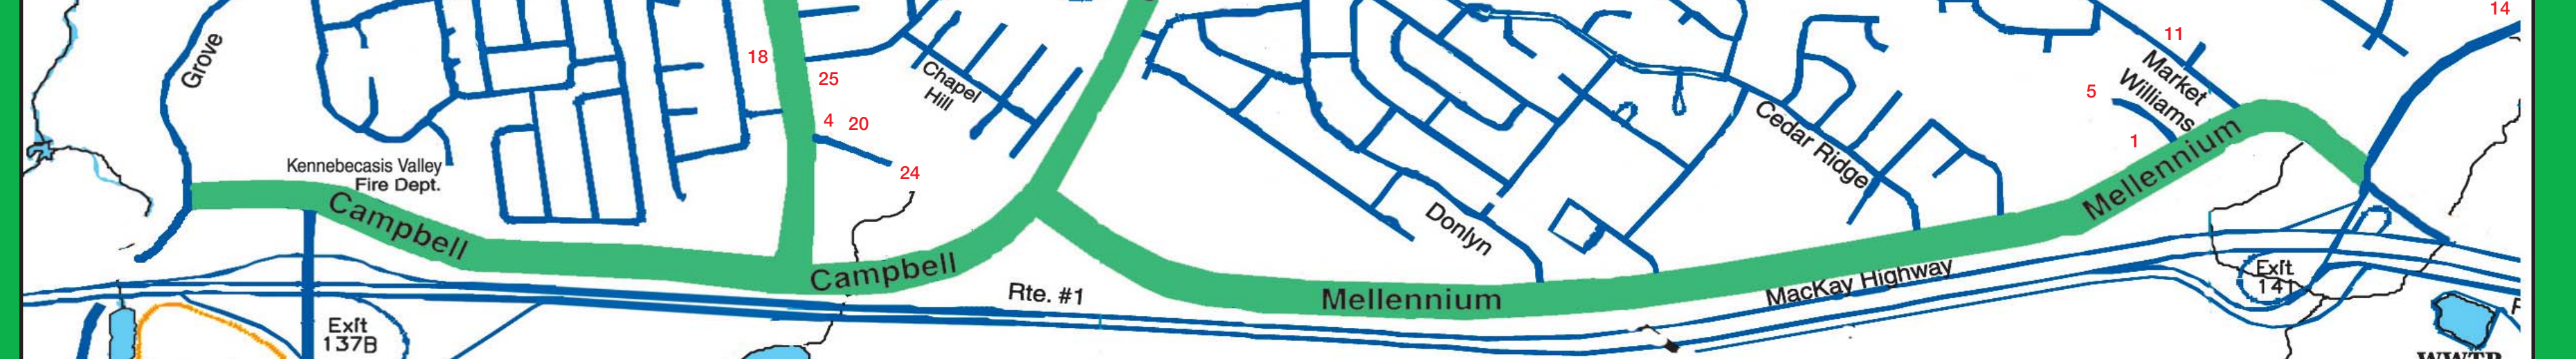 14
11
18
Grove
Market
Chapel
Hill
25
Williams
5
4 20
Cedar Ridge
1
Mellennium
Kennebecasis Valley
Fire Dept.
24
Campbell
Donlyn
Campbell
MacKay Highway
Exit
141
Rte. #1
Mellennium
Exit
137B
WWTP